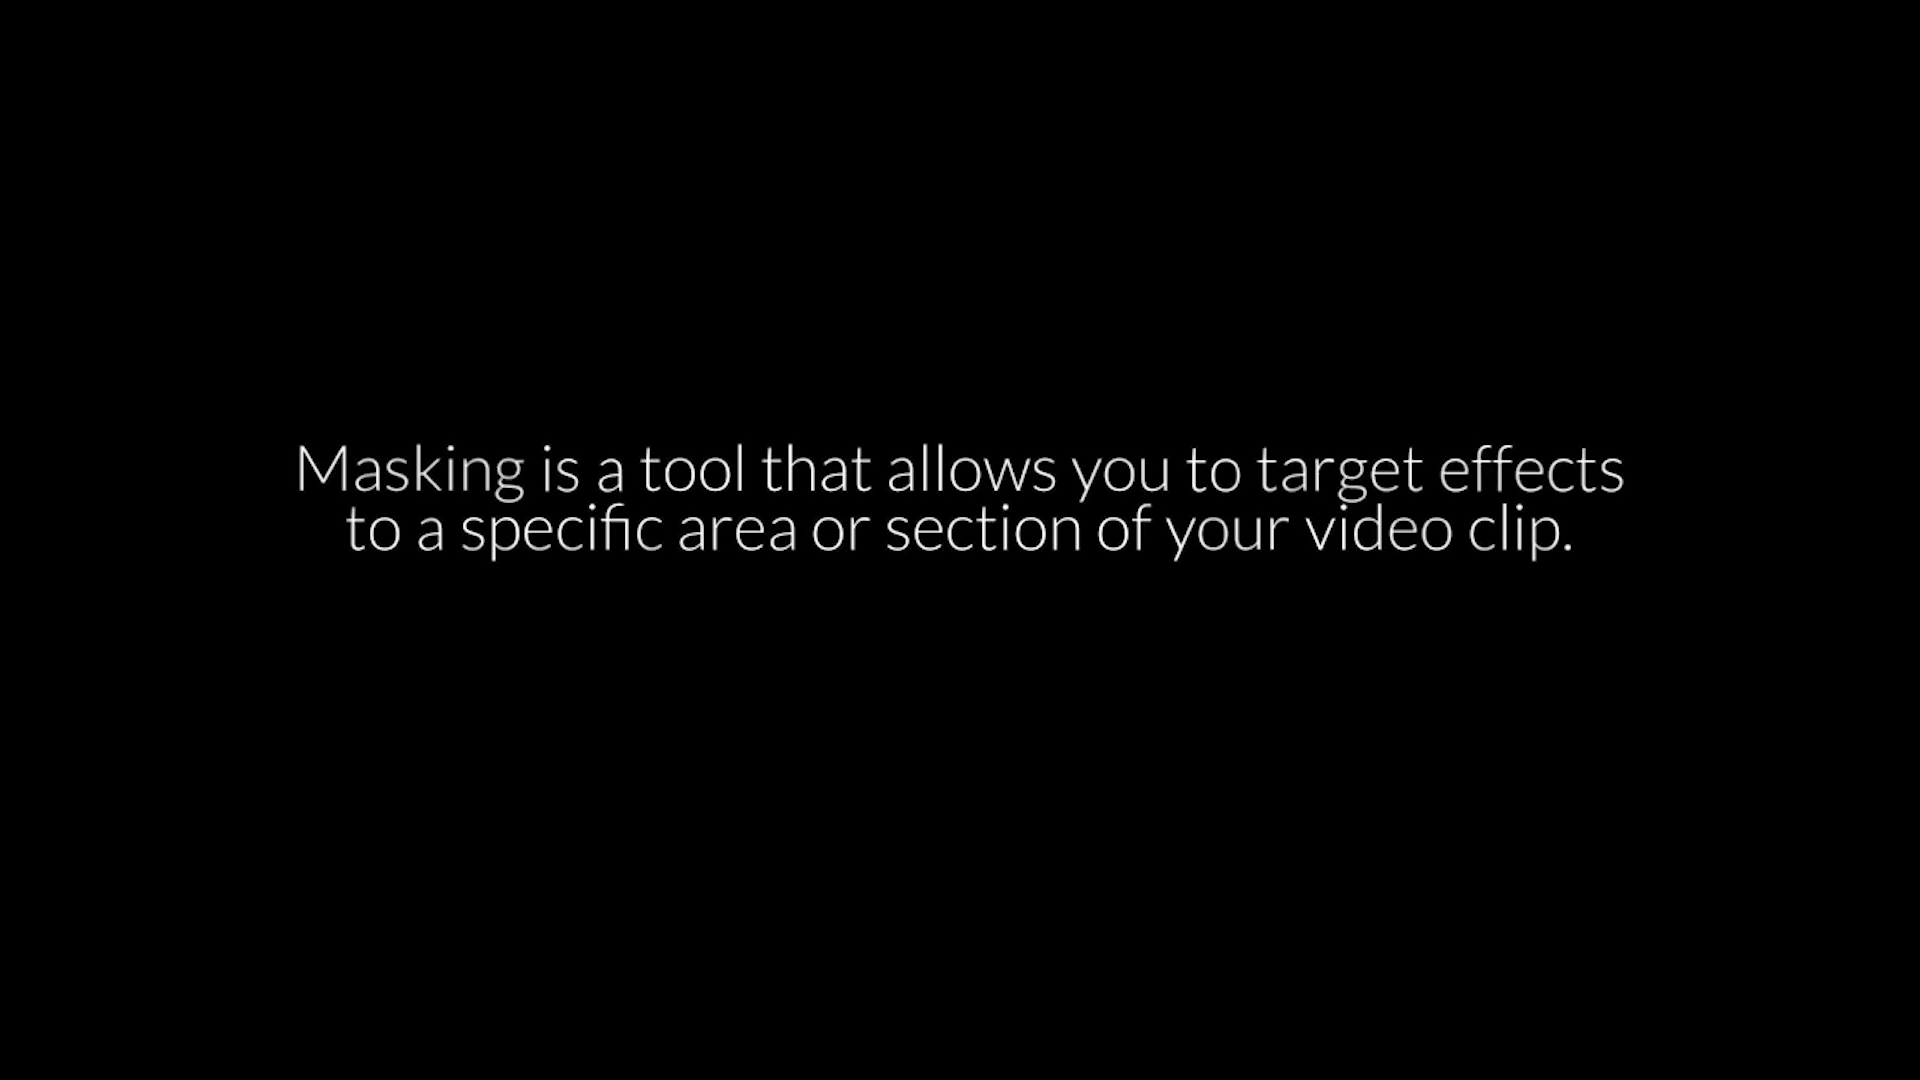 Masking is a tool that allows you to target effects
to a specific area or section of your video clip.